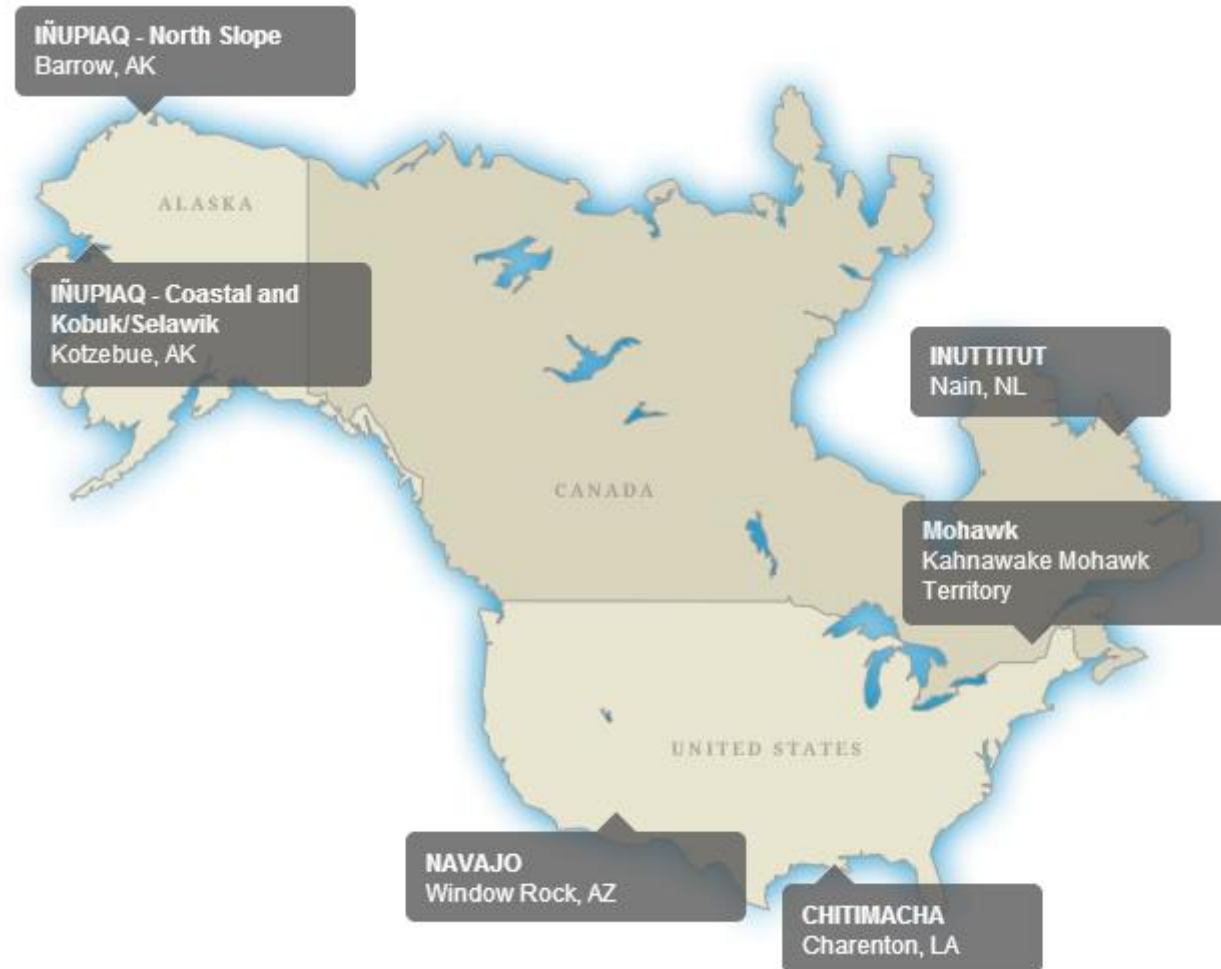 IÑUPIAQ - North Slope
Barrow, AK
ALASKA
IÑUPIAQ - Coastal and
Kobuk/Selawik
Kotzebue, AK
INUTTITUT
Nain, NL
CANADA
Mohawk
Kahnawake Mohawk
Territory
UNITED STATES
NAVAJO
Window Rock, AZ
CHITIMACHA
Charenton, LA